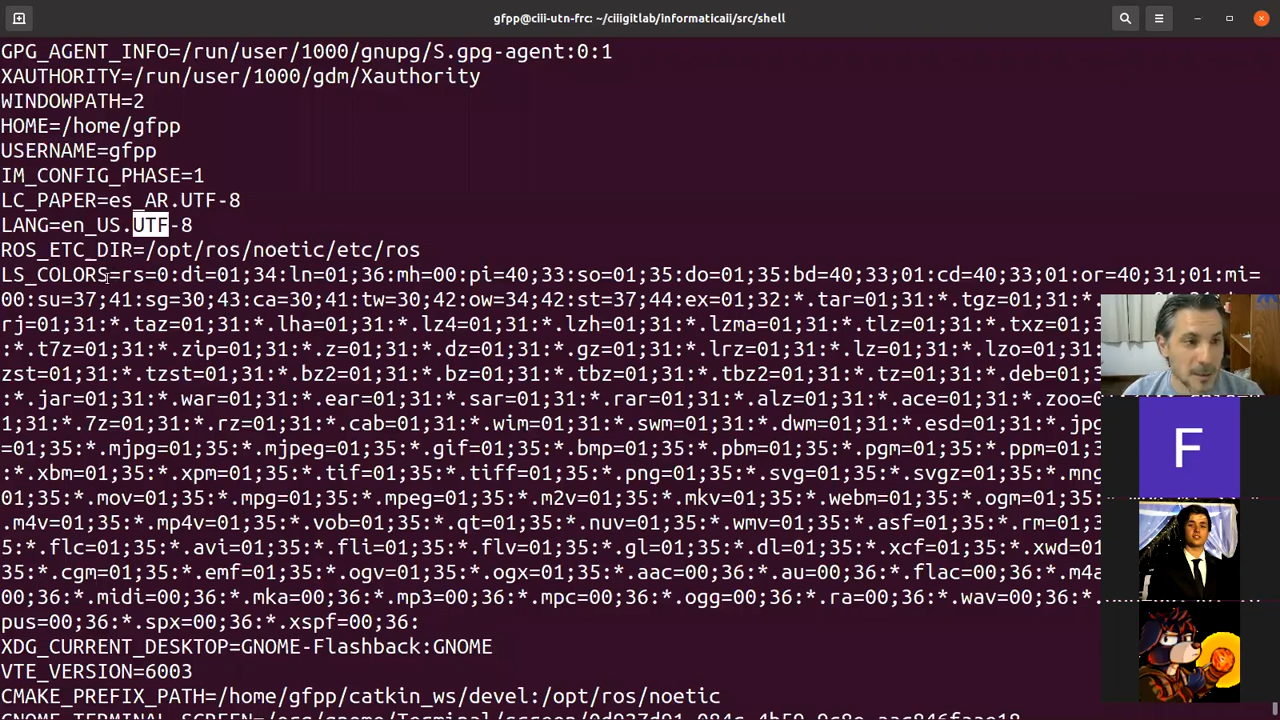 gfpp@ciii-utn-frc: ~/ciiigitlab/informaticaii/src/shell
GPG_AGENT_INFO=/run/user/1000/gnupg/S.gpg-agent:0:1
XAUTHORITY=/run/user/1000/gdm/Xauthority
WINDOWPATH=2
HOME=/home/gfpp
USERNAME=gfpp
IM_CONFIG_PHASE=1
LC_PAPER=es_AR.UTF-8
LANG=en_US.UTF-8
ROS_ETC_DIR=/opt/ros/noetic/etc/ros
LS_COLORS=rs=0:di=01;34:ln=01;36:mh=00:pi=40;33:so=01;35:do=01;35:bd=40;33;01:cd=40;33;01:or=40;31;01:mi=
00:su=37;41:sg=30;43:ca=30;41:tw=30;42:ow=34;42:st=37;44:ex=01;32:*.tar=01;31:*.tgz=01;31:*.
rj=01;31:*.taz=01;31:*.lha=01;31:*.lz4=01;31:*.lzh=01;31:*.lzma=01;31:*.tlz=01;31:*.txz=01;3
:*.t7z=01;31:*.zip=01;31:*.z=01;31:*.dz=01;31:*.gz=01;31:*.lrz=01;31:*.lz=01;31:*.lzo=01;31:
zst=01;31:*.tzst=01;31:*.bz2=01;31:*.bz=01;31:*.tbz=01;31:*.tbz2=01;31:*.tz=01;31:*.deb=01;3
:*.jar=01;31:*.war=01;31:*.ear=01;31:*.sar=01;31:*.rar=01;31:*.alz=01;31:*.ace=01;31:*.zoo=0
1;31:*.7z=01;31:*.rz=01;31:*.cab=01;31:*.wim=01;31:*.swm=01;31:*.dwm=01;31:*.esd=01;31:*.jpg
=01;35:*.mjpg=01;35:*.mjpeg=01;35:*.gif=01;35:*.bmp=01;35:*.pbm=01;35:*.pgm=01;35:*.ppm=01;
:*.xbm=01;35:*.xpm=01;35:*.tif=01;35:*.tiff=01;35:*.png=01;35:*.svg=01;35:*.svgz=01;35:*.mng
01;35:*.mov=01;35:*.mpg=01;35:*.mpeg=01;35:*.m2v=01;35:*.mkv=01;35:*.webm=01;35:*.ogm=01;35:
.m4v=01;35:*.mp4v=01;35:*.vob=01;35:*.qt=01;35:*.nuv=01;35:*.wmv=01;35:*.asf=01;35:*.rm=01;
5:*.flc=01;35:*.avi=01;35:*.fli=01;35:*.flv=01;35:*.gl=01;35:*.dl=01;35:*.xcf=01;35:*.xwd=01
35:*.cgm=01;35:*.emf=01;35:*.ogv=01;35:*.ogx=01;35:*.aac=00;36:*.au=00;36:*.flac=00;36:*.m4a
00;36:*.midi=00;36:*.mka=00;36:*.mp3=00;36:*.mpc=00;36:*.ogg=00;36:*.ra=00;36:*.wav=00;36:*.
pus=00;36:*.spx=00;36:*.xspf=00;36:
XDG_CURRENT_DESKTOP=GNOME-Flashback:GNOME
VTE_VERSION=6003
CMAKE_PREFIX_PATH=/home/gfpp/catkin_ws/devel:/opt/ros/noetic
F